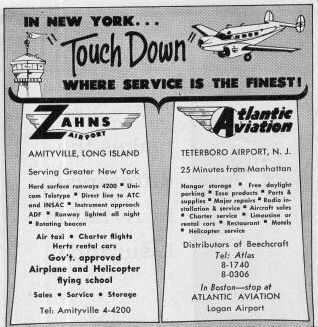 IN NEW YORK...
"Touch Down"
WHERE SERVICE IS THE FINEST!
ZAHNS
AIRPORT
AMITYVILLE, LONG ISLAND
Serving Greater New York
Hard surface runways 4200 • Uni-
com Teletype • Direct line to ATC
and INSAC • Instrument approach
ADF • Runway lighted all night
• Rotating beacon
Air taxi • Charter flights
Hertz rental cars
Gov't. approved
Airplane and Helicopter
flying school
Sales • Service • Storage
Tel: Amityville 4-4200
Atlantic
Aviation
TETERBORO AIRPORT, N. J.
25 Minutes from Manhattan
Hangar storage • Free daylight
parking • Esso products • Parts &
supplies • Major repairs • Radio in-
stallation & service • Aircraft sales
• Charter service • Limousine or
rental cars • Restaurant • Motels
• Helicopter service
Distributors of Beechcraft
Tel: Atlas
8-1740
8-0306
In Boston—stop at
ATLANTIC AVIATION
Logan Airport